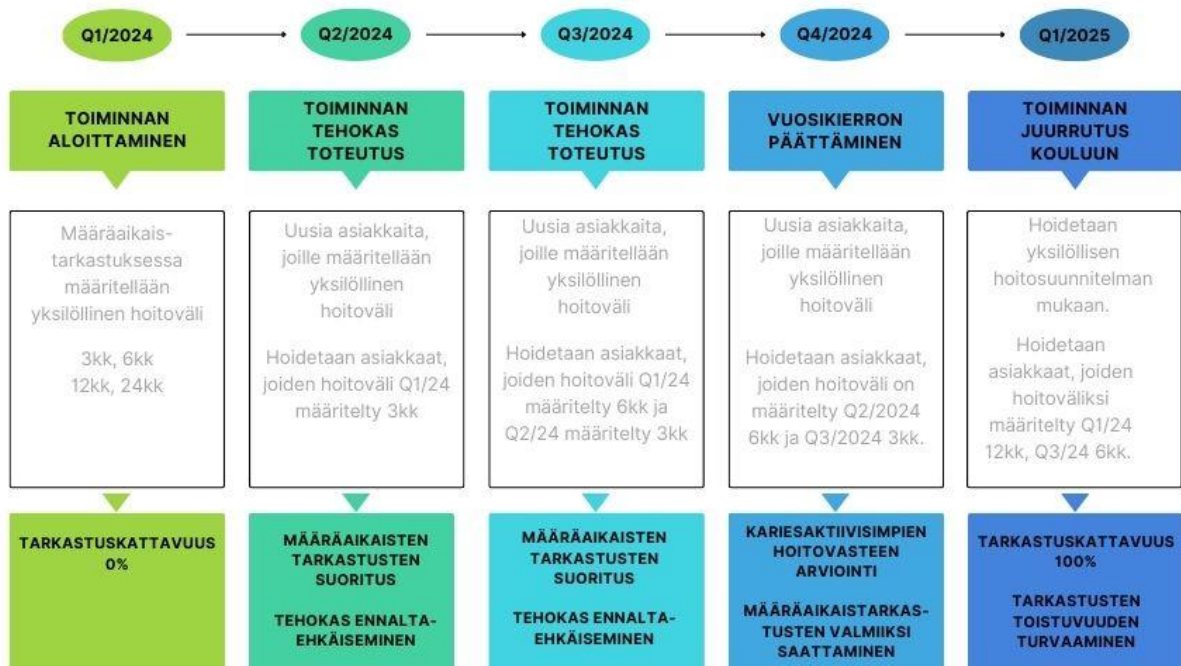 Q1/2024
Q2/2024
Q3/2024
Q4/2024
Q1/2025
TOIMINNAN
ALOITTAMINEN
TOIMINNAN
TEHOKAS
TOTEUTUS
TOIMINNAN
TEHOKAS
TOTEUTUS
VUOSIKIERRON
PÄÄTTÄMINEN
TOIMINNAN
JUURRUTUS
KOULUUN
Määräaikais-
tarkastuksessa
määritellään
yksilöllinen hoitoväli
3kk, 6kk
12kk, 24kk
Uusia asiakkaita,
joille määritellään
yksilöllinen
hoitoväli
Hoidetaan asiakkaat,
joiden hoitoväli Q1/24
määritelty 3kk
Uusia asiakkaita,
joille määritellään
yksilöllinen
hoitoväli
Hoidetaan asiakkaat,
joiden hoitoväli Q1/24
määritelty 6kk ja
Q2/24 määritelty 3kk
Uusia asiakkaita,
joille määritellään
yksilöllinen
hoitoväli
Hoidetaan asiakkaat,
joiden hoitoväli on
määritelty Q2/2024
6kk ja Q3/2024 3kk.
Hoidetaan
yksilöllisen
hoitosuunnitelman
mukaan.
Hoidetaan
asiakkaat, joiden
hoitoväliksi
määritelty Q1/24
12kk, Q3/24 6kk.
TARKASTUSKATTAVUUS
0%
MÄÄRÄAIKAISTEN
TARKASTUSTEN
SUORITUS
TEHOKAS ENNALTA-
EHKÄISEMINEN
MÄÄRÄAIKAISTEN
TARKASTUSTEN
SUORITUS
TEHOKAS ENNALTA-
EHKÄISEMINEN
KARIESAKTIIVISIMPIEN
HOITOVASTEEN
ARVIOINTI
MÄÄRÄAIKAISTARKAS-
TUSTEN VALMIIKSI
SAATTAMINEN
TARKASTUSKATTAVUUS
100%
TARKASTUSTEN
TOISTUVUUDEN
TURVAAMINEN